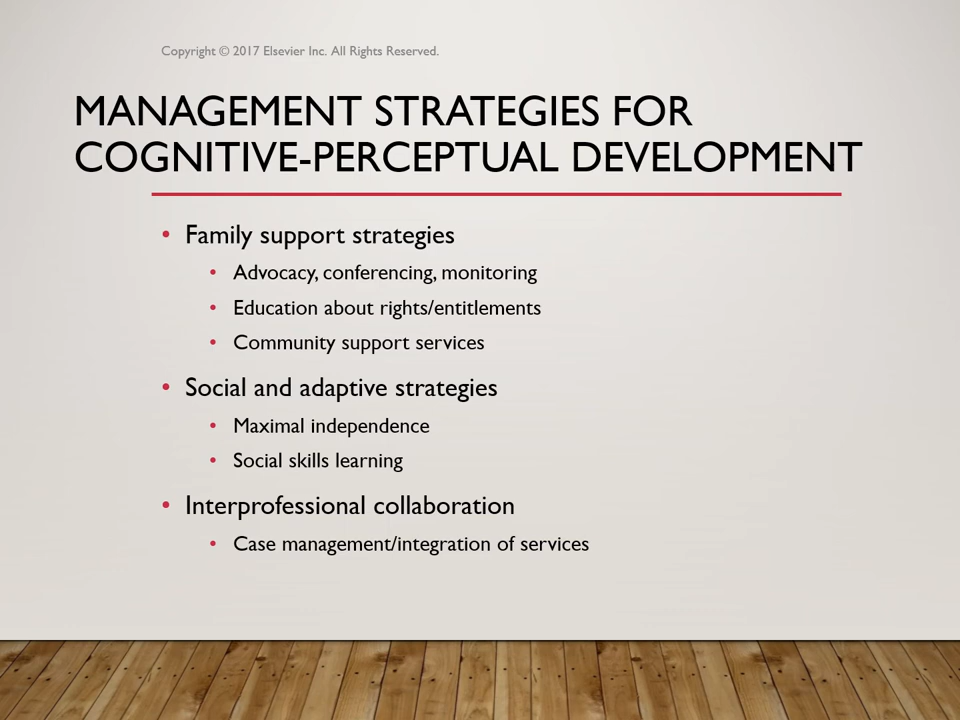 Copyright © 2017 Elsevier Inc. All Rights Reserved.
MANAGEMENT STRATEGIES FOR
COGNITIVE-PERCEPTUAL DEVELOPMENT
• Family support strategies
• Advocacy, conferencing, monitoring
• Education about rights/entitlements
• Community support services
• Social and adaptive strategies
• Maximal independence
• Social skills learning
• Interprofessional collaboration
• Case management/integration of services